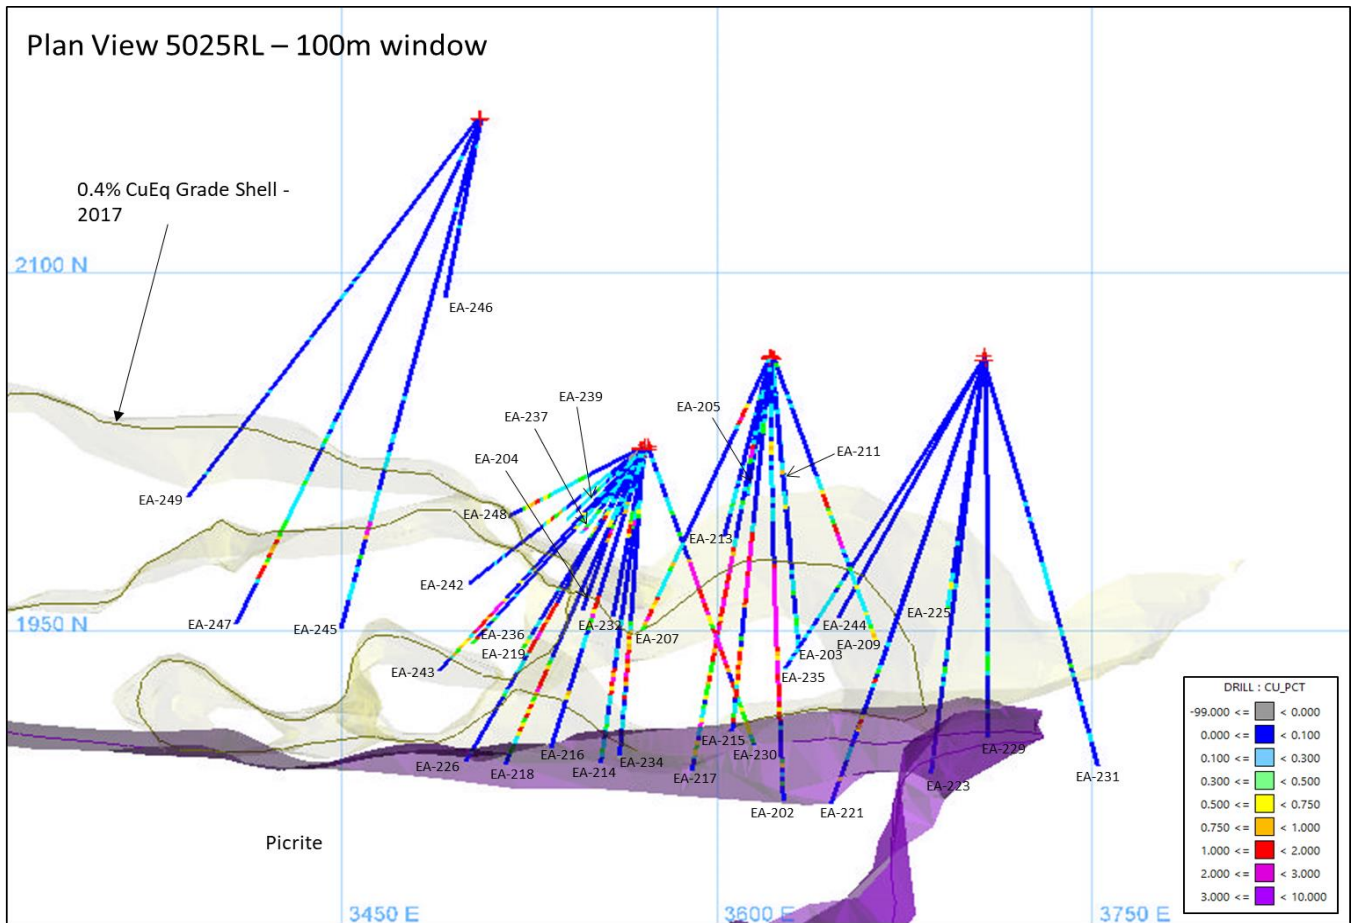 Plan View 5025RL – 100m window
0.4% CuEq Grade Shell -
2017
2100 N
EA-246
EA-239
EA-237
EA-205
EA-204
EA-211
EA-249
EA-248
EA-213
EA-242
EA-247
EA-245
1950 N
EA-236
EA-232
EA-207
EA-225
EA-244
EA-209
EA-219
EA-203
EA-243
EA-235
EA-215
EA-230
EA-229
EA-226
EA-218
EA-216
EA-214
EA-234
EA-217
EA-231
EA-223
EA-202
EA-221
Picrite
3450 E
3600 E
3750 E
DRILL : CU_PCT
-99.000 <= < 0.000
0.000 <= < 0.100
0.100 <= < 0.300
0.300 <= < 0.500
0.500 <= < 0.750
0.750 <= < 1.000
1.000 <= < 2.000
2.000 <= < 3.000
3.000 <= < 10.000